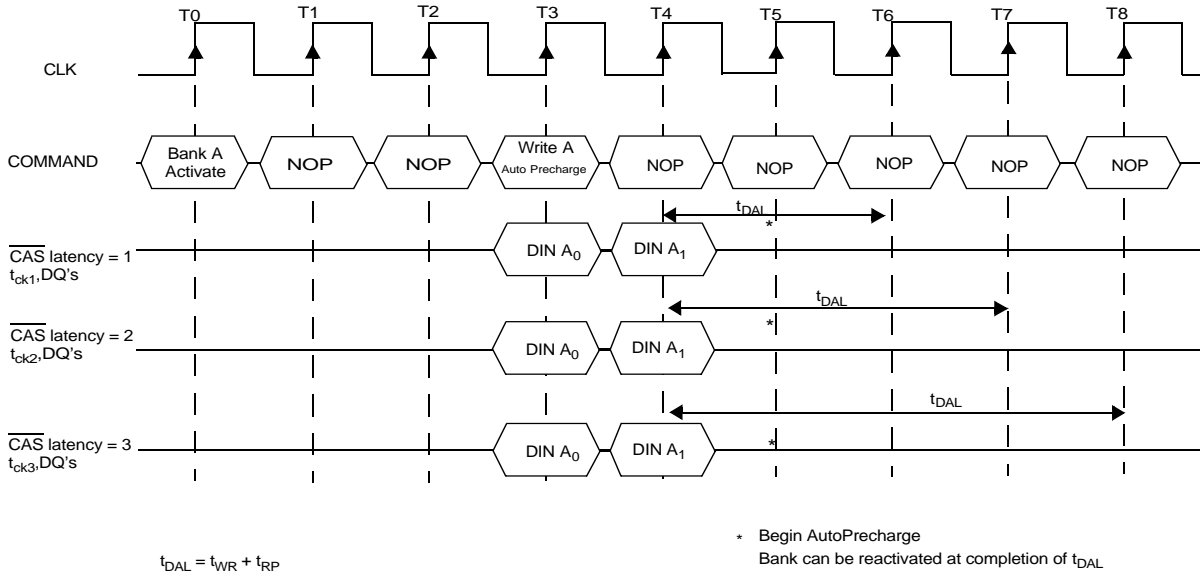 T0 T1 T2 T3 T4 T5 T6 T7 T8
CLK
COMMAND
Bank A
Activate
NOP
NOP
Write A
Auto Precharge
NOP
NOP
NOP
NOP
NOP
tDAL
*
CAS latency = 1
tck1,DQ's
DIN A0
DIN A1
tDAL
*
CAS latency = 2
tck2,DQ's
DIN A0
DIN A1
tDAL
*
CAS latency = 3
tck3,DQ's
DIN A0
DIN A1
tDAL = tWR + tRP
* Begin AutoPrecharge
Bank can be reactivated at completion of tDAL